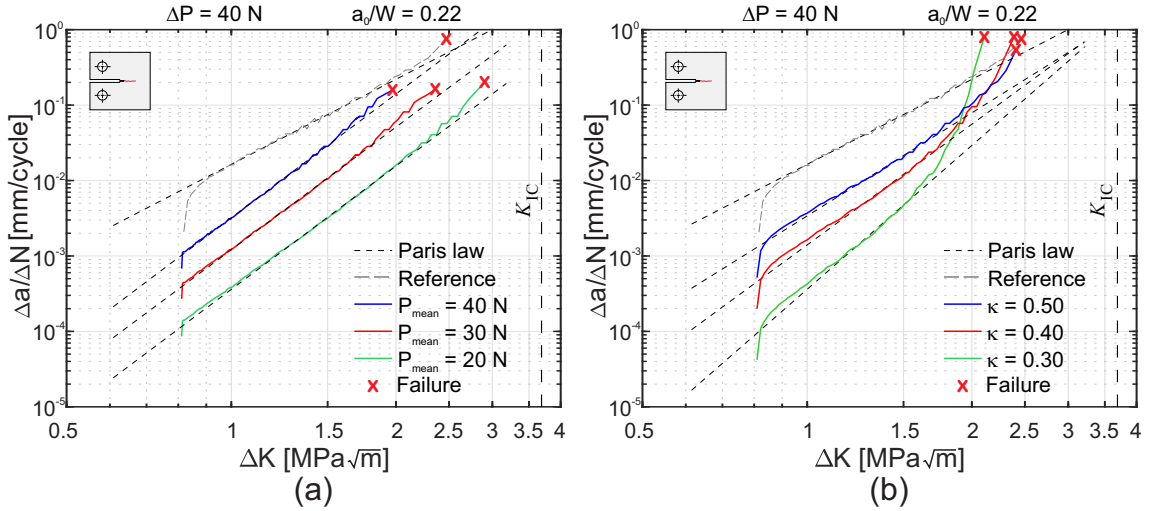 ΔP = 40 N a₀/W = 0.22
10⁰
10⁻¹
10⁻²
10⁻³
10⁻⁴
10⁻⁵
Δa/ΔN [mm/cycle]
K_IC
Paris law
Reference
P_mean = 40 N
P_mean = 30 N
P_mean = 20 N
Failure
0.5 1 1.5 2 2.5 3 3.5 4
ΔK [MPa√m]
(a)
ΔP = 40 N a₀/W = 0.22
10⁰
10⁻¹
10⁻²
10⁻³
10⁻⁴
10⁻⁵
Δa/ΔN [mm/cycle]
K_IC
Paris law
Reference
κ = 0.50
κ = 0.40
κ = 0.30
Failure
0.5 1 1.5 2 2.5 3 3.5 4
ΔK [MPa√m]
(b)